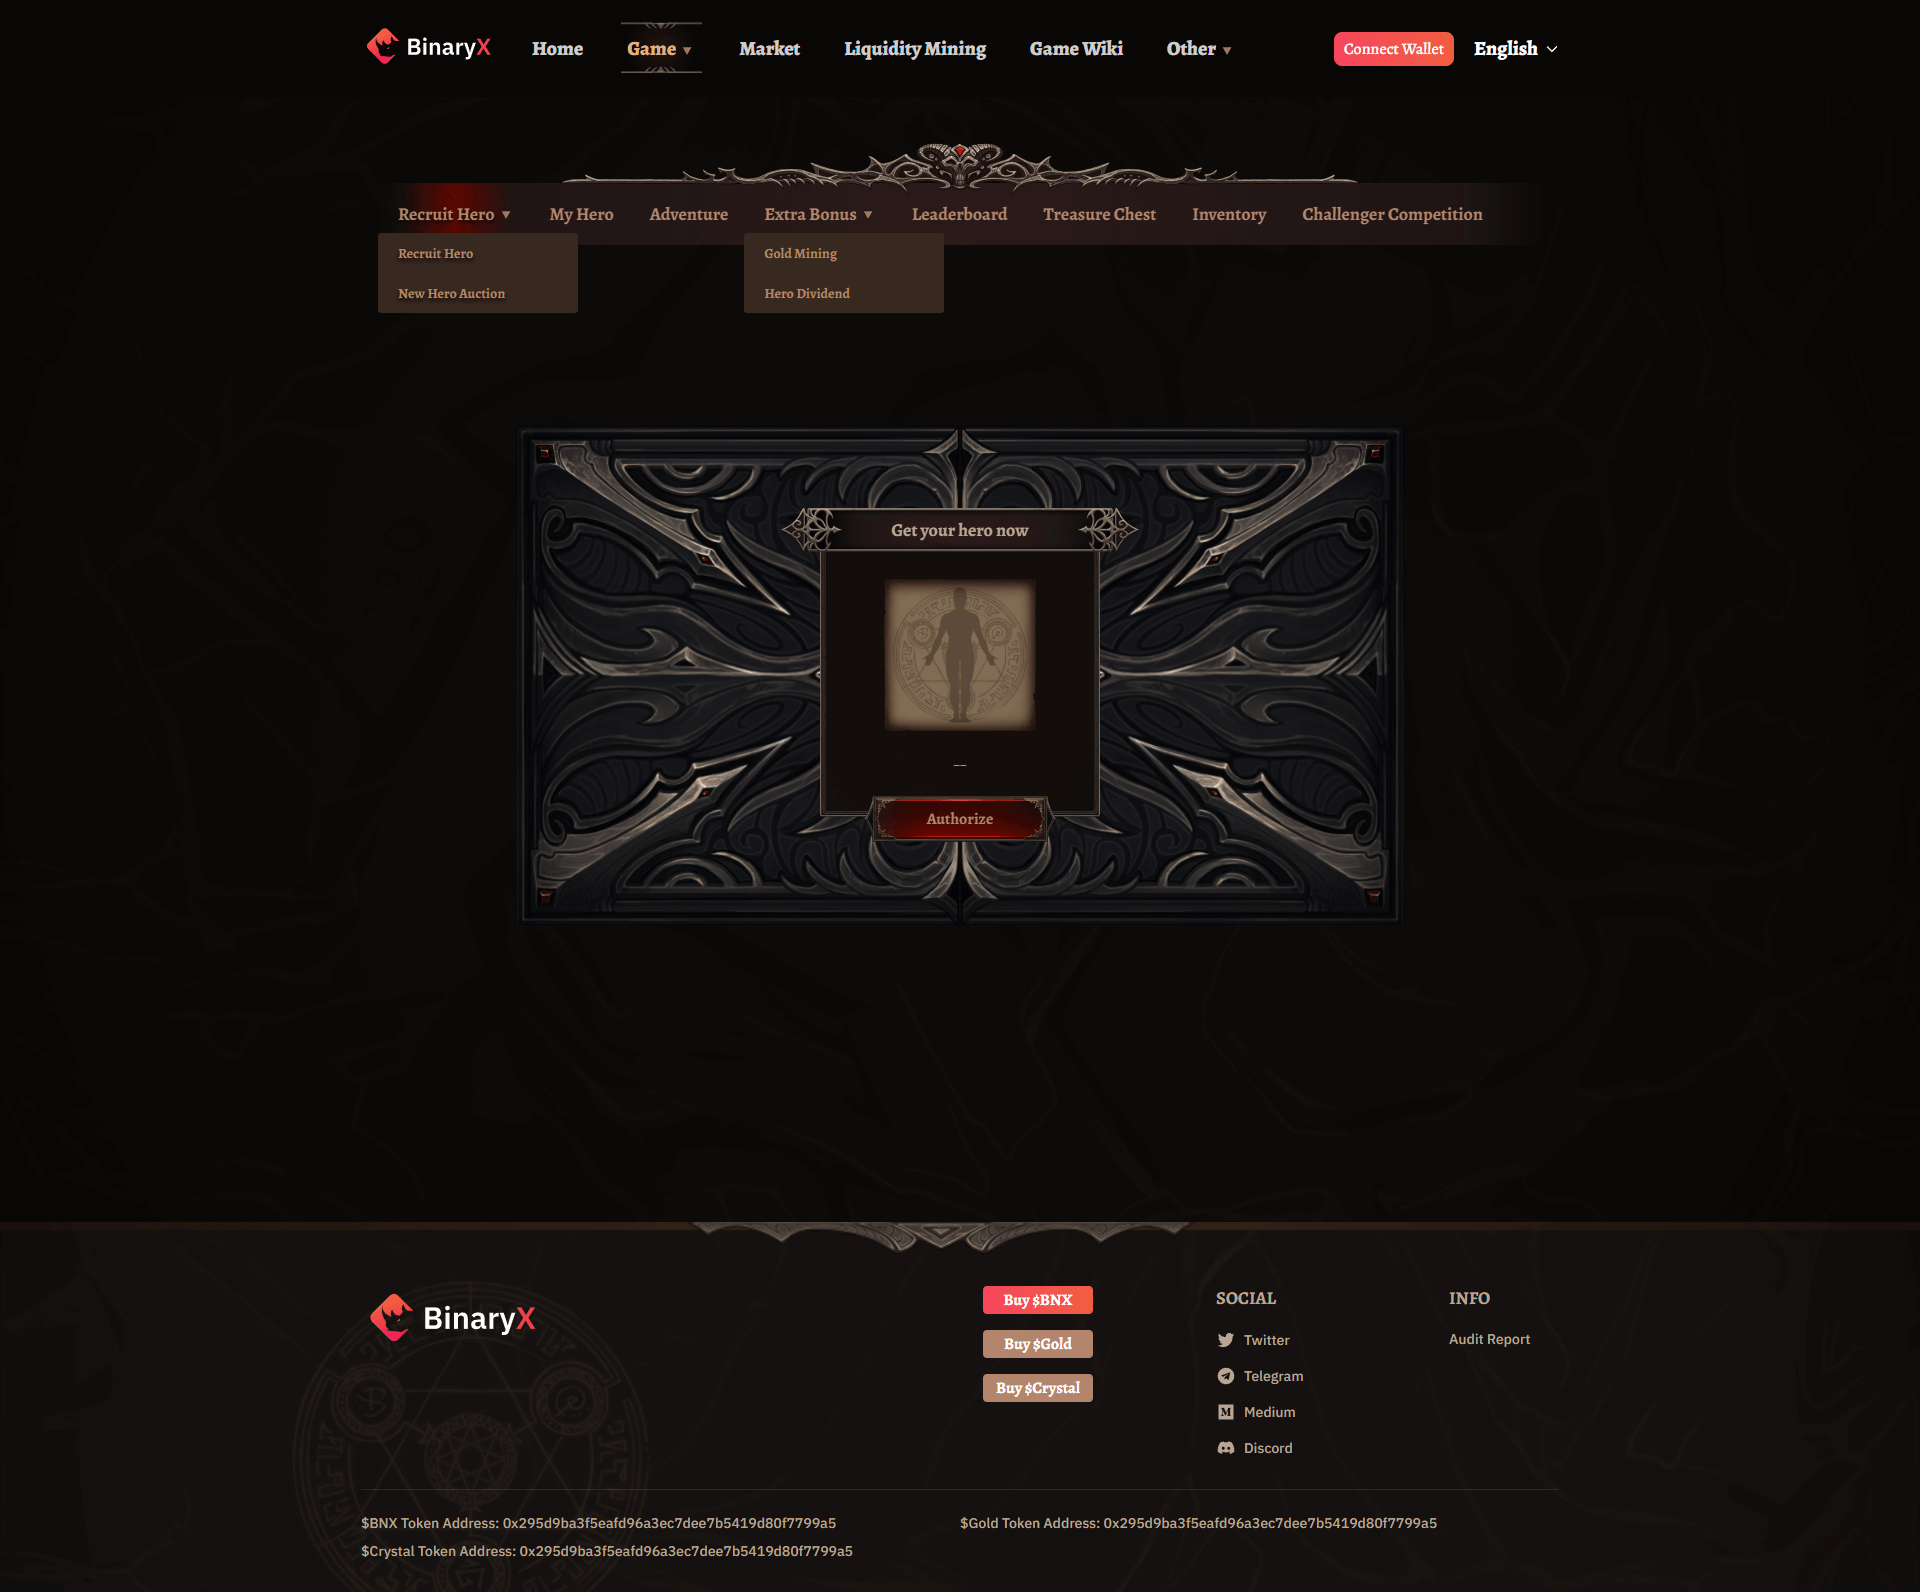 BinaryX Home Game ▼ Market Liquidity Mining Game Wiki Other ▼ Connect Wallet English
Recruit Hero ▼ My Hero Adventure Extra Bonus ▼ Leaderboard Treasure Chest Inventory Challenger Competition
Recruit Hero
New Hero Auction
Gold Mining
Hero Dividend
Get your hero now
--
Authorize
BinaryX
Buy $BNX
Buy $Gold
Buy $Crystal
SOCIAL
Twitter
Telegram
Medium
Discord
INFO
Audit Report
$BNX Token Address: 0x295d9ba3f5eafd96a3ec7dee7b5419d80f7799a5
$Gold Token Address: 0x295d9ba3f5eafd96a3ec7dee7b5419d80f7799a5
$Crystal Token Address: 0x295d9ba3f5eafd96a3ec7dee7b5419d80f7799a5